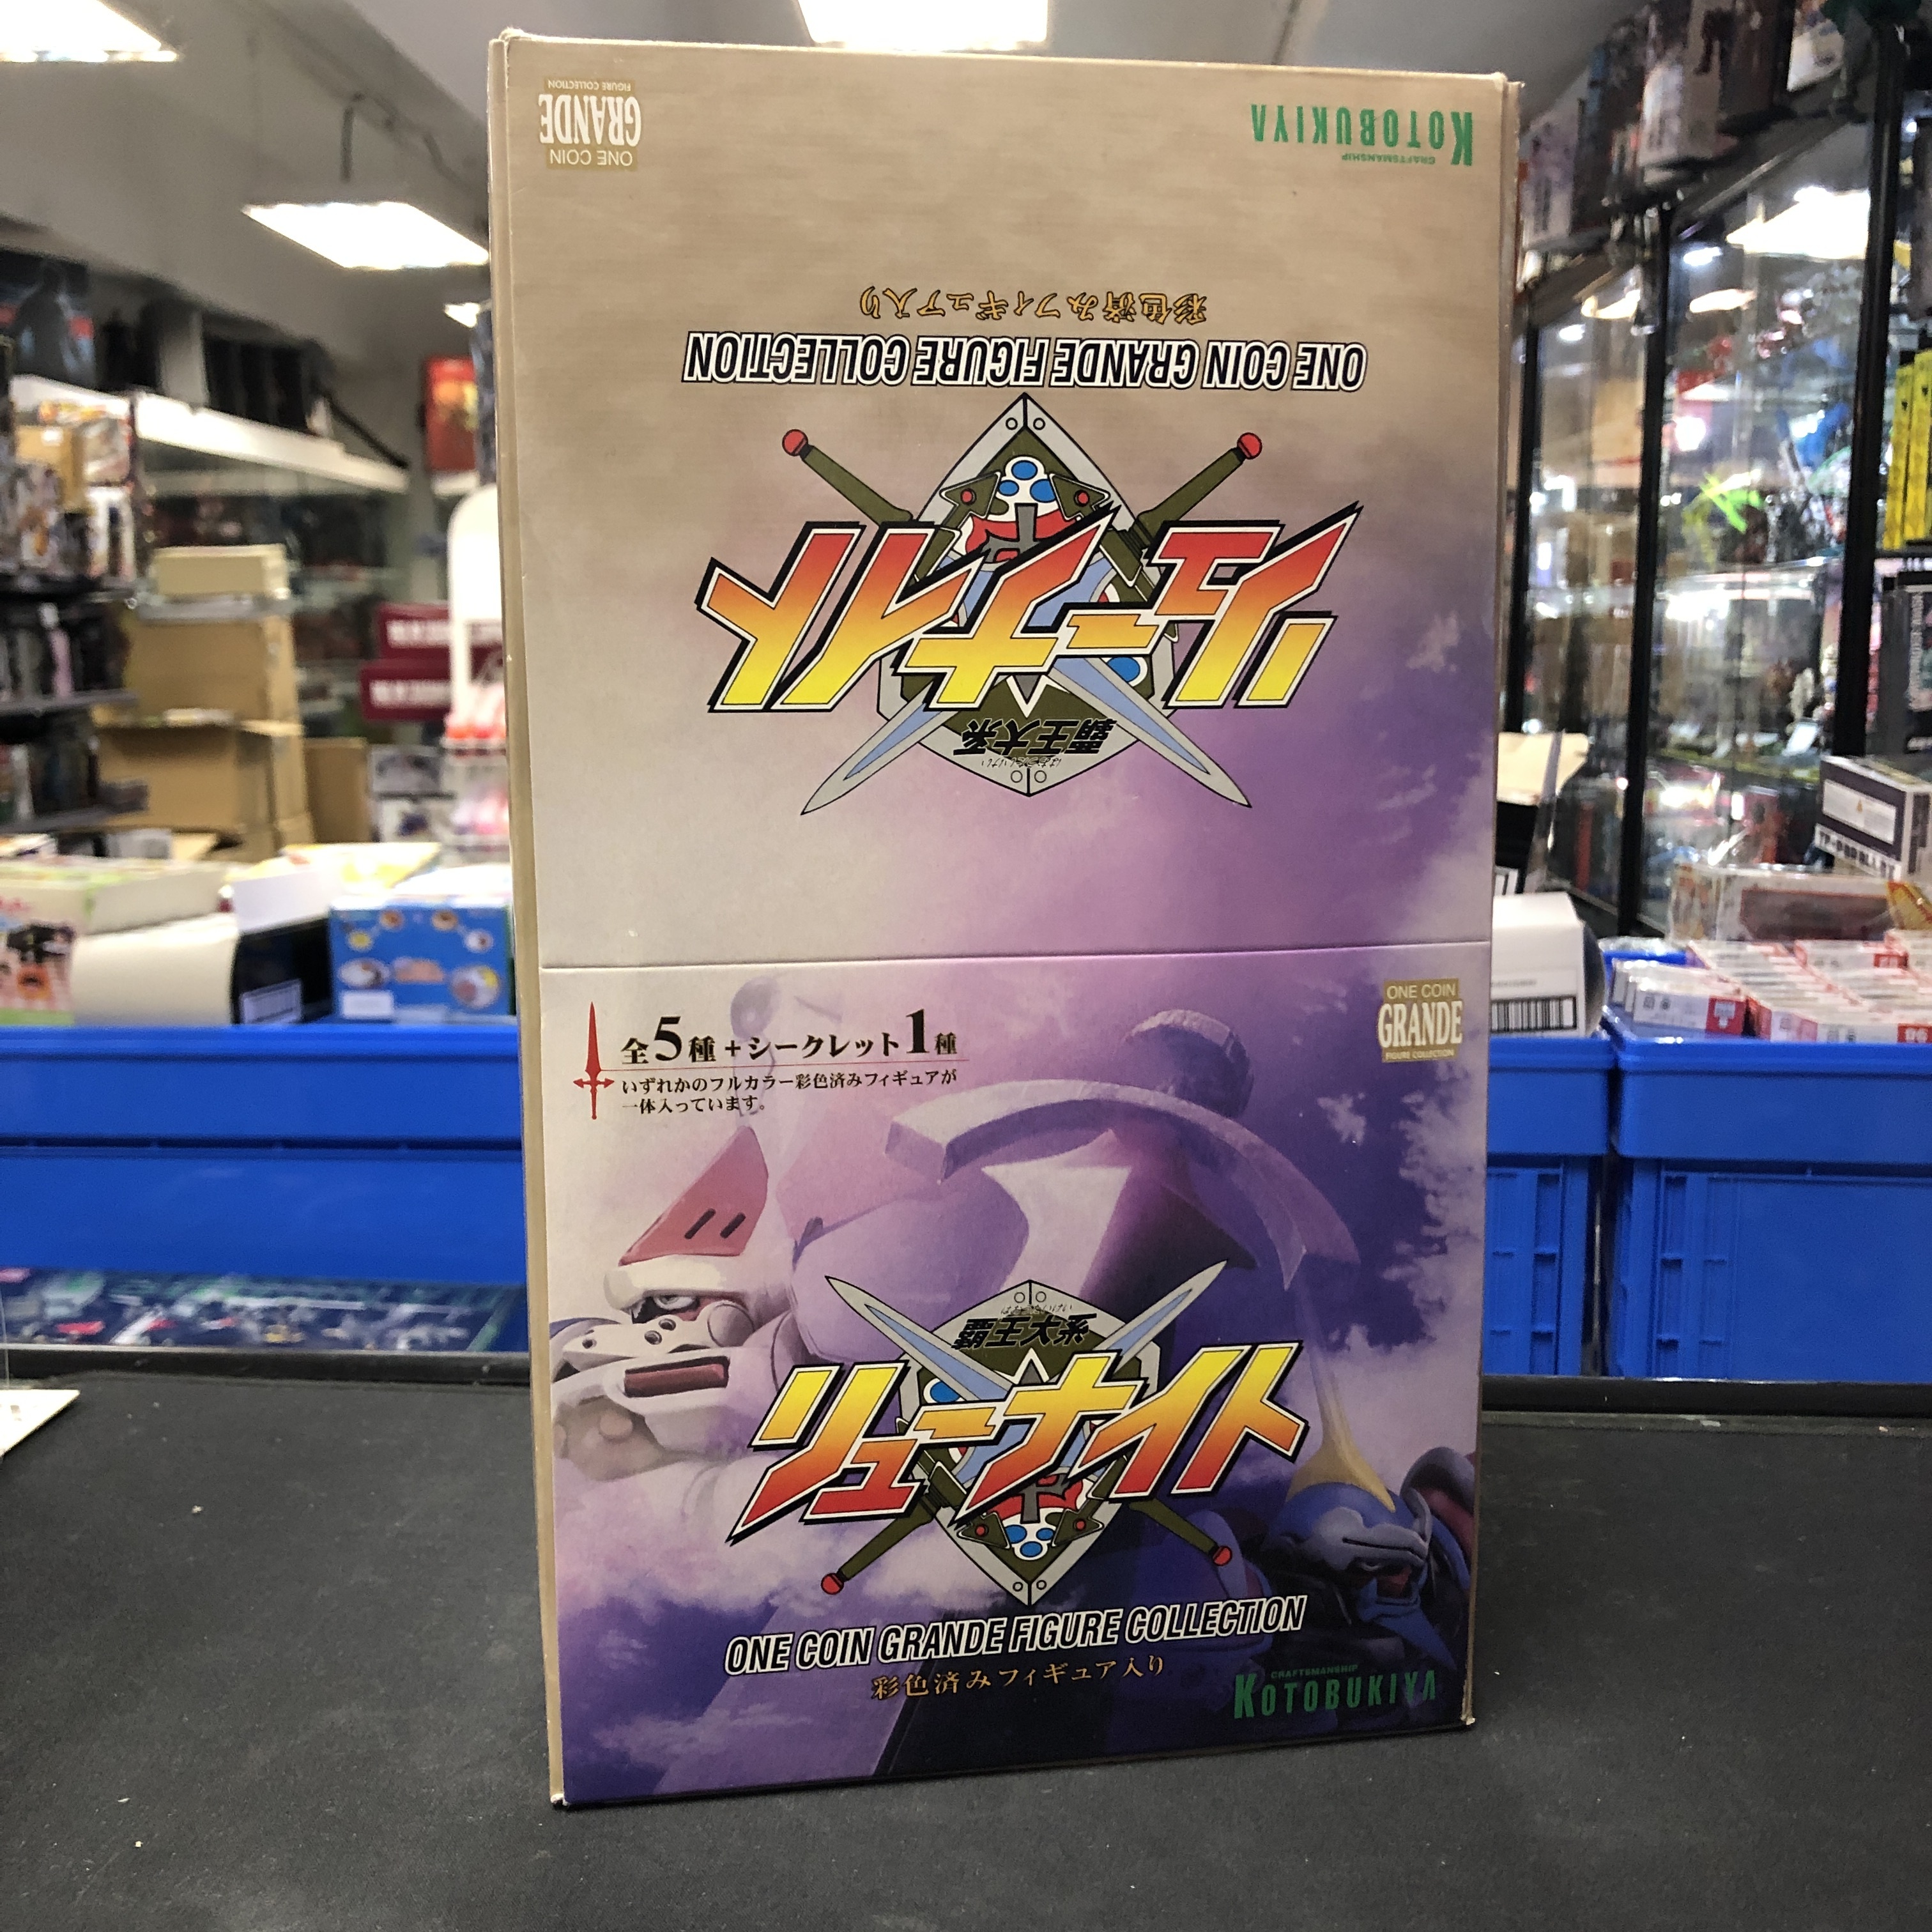 ONE COIN
GRANDE
FIGURE COLLECTION
CRAFTSMANSHIP
KOTOBUKIYA
彩色済みフィギュア入り
ONE COIN GRANDE FIGURE COLLECTION
リューナイト
覇王大系
全5種+シークレット1種
いずれかのフルカラー彩色済みフィギュアが
一体入っています。
ONE COIN
GRANDE
FIGURE COLLECTION
覇王大系
リューナイト
ONE COIN GRANDE FIGURE COLLECTION
彩色済みフィギュア入り
CRAFTSMANSHIP
KOTOBUKIYA